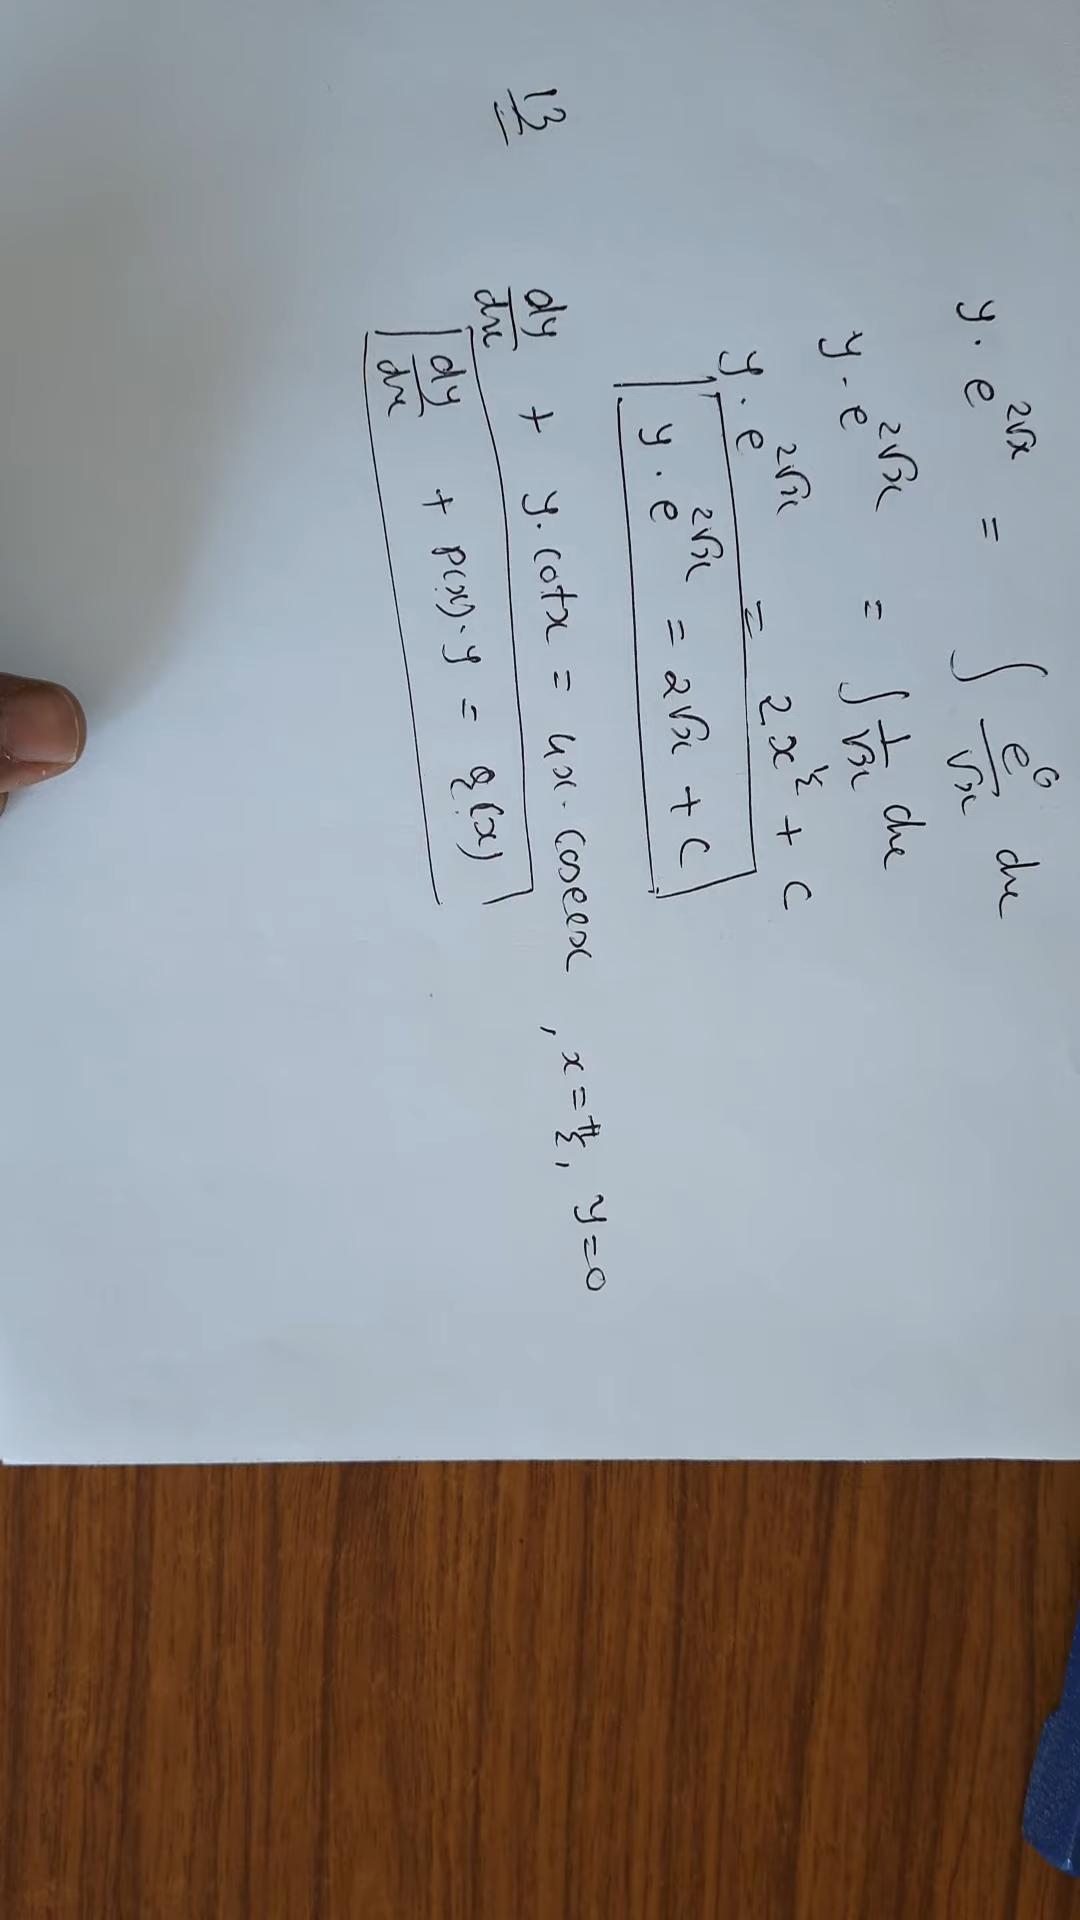 y · e^{2√x} = ∫ e^0/√x dx
y · e^{2√x} = ∫ 1/√x dx
y · e^{2√x} = 2x^{1/2} + C
y · e^{2√x} = 2√x + C
13 dy/dx + y · cotx = 4x · cosecx , x = π/2, y = 0
dy/dx + P(x) · y = Q(x)